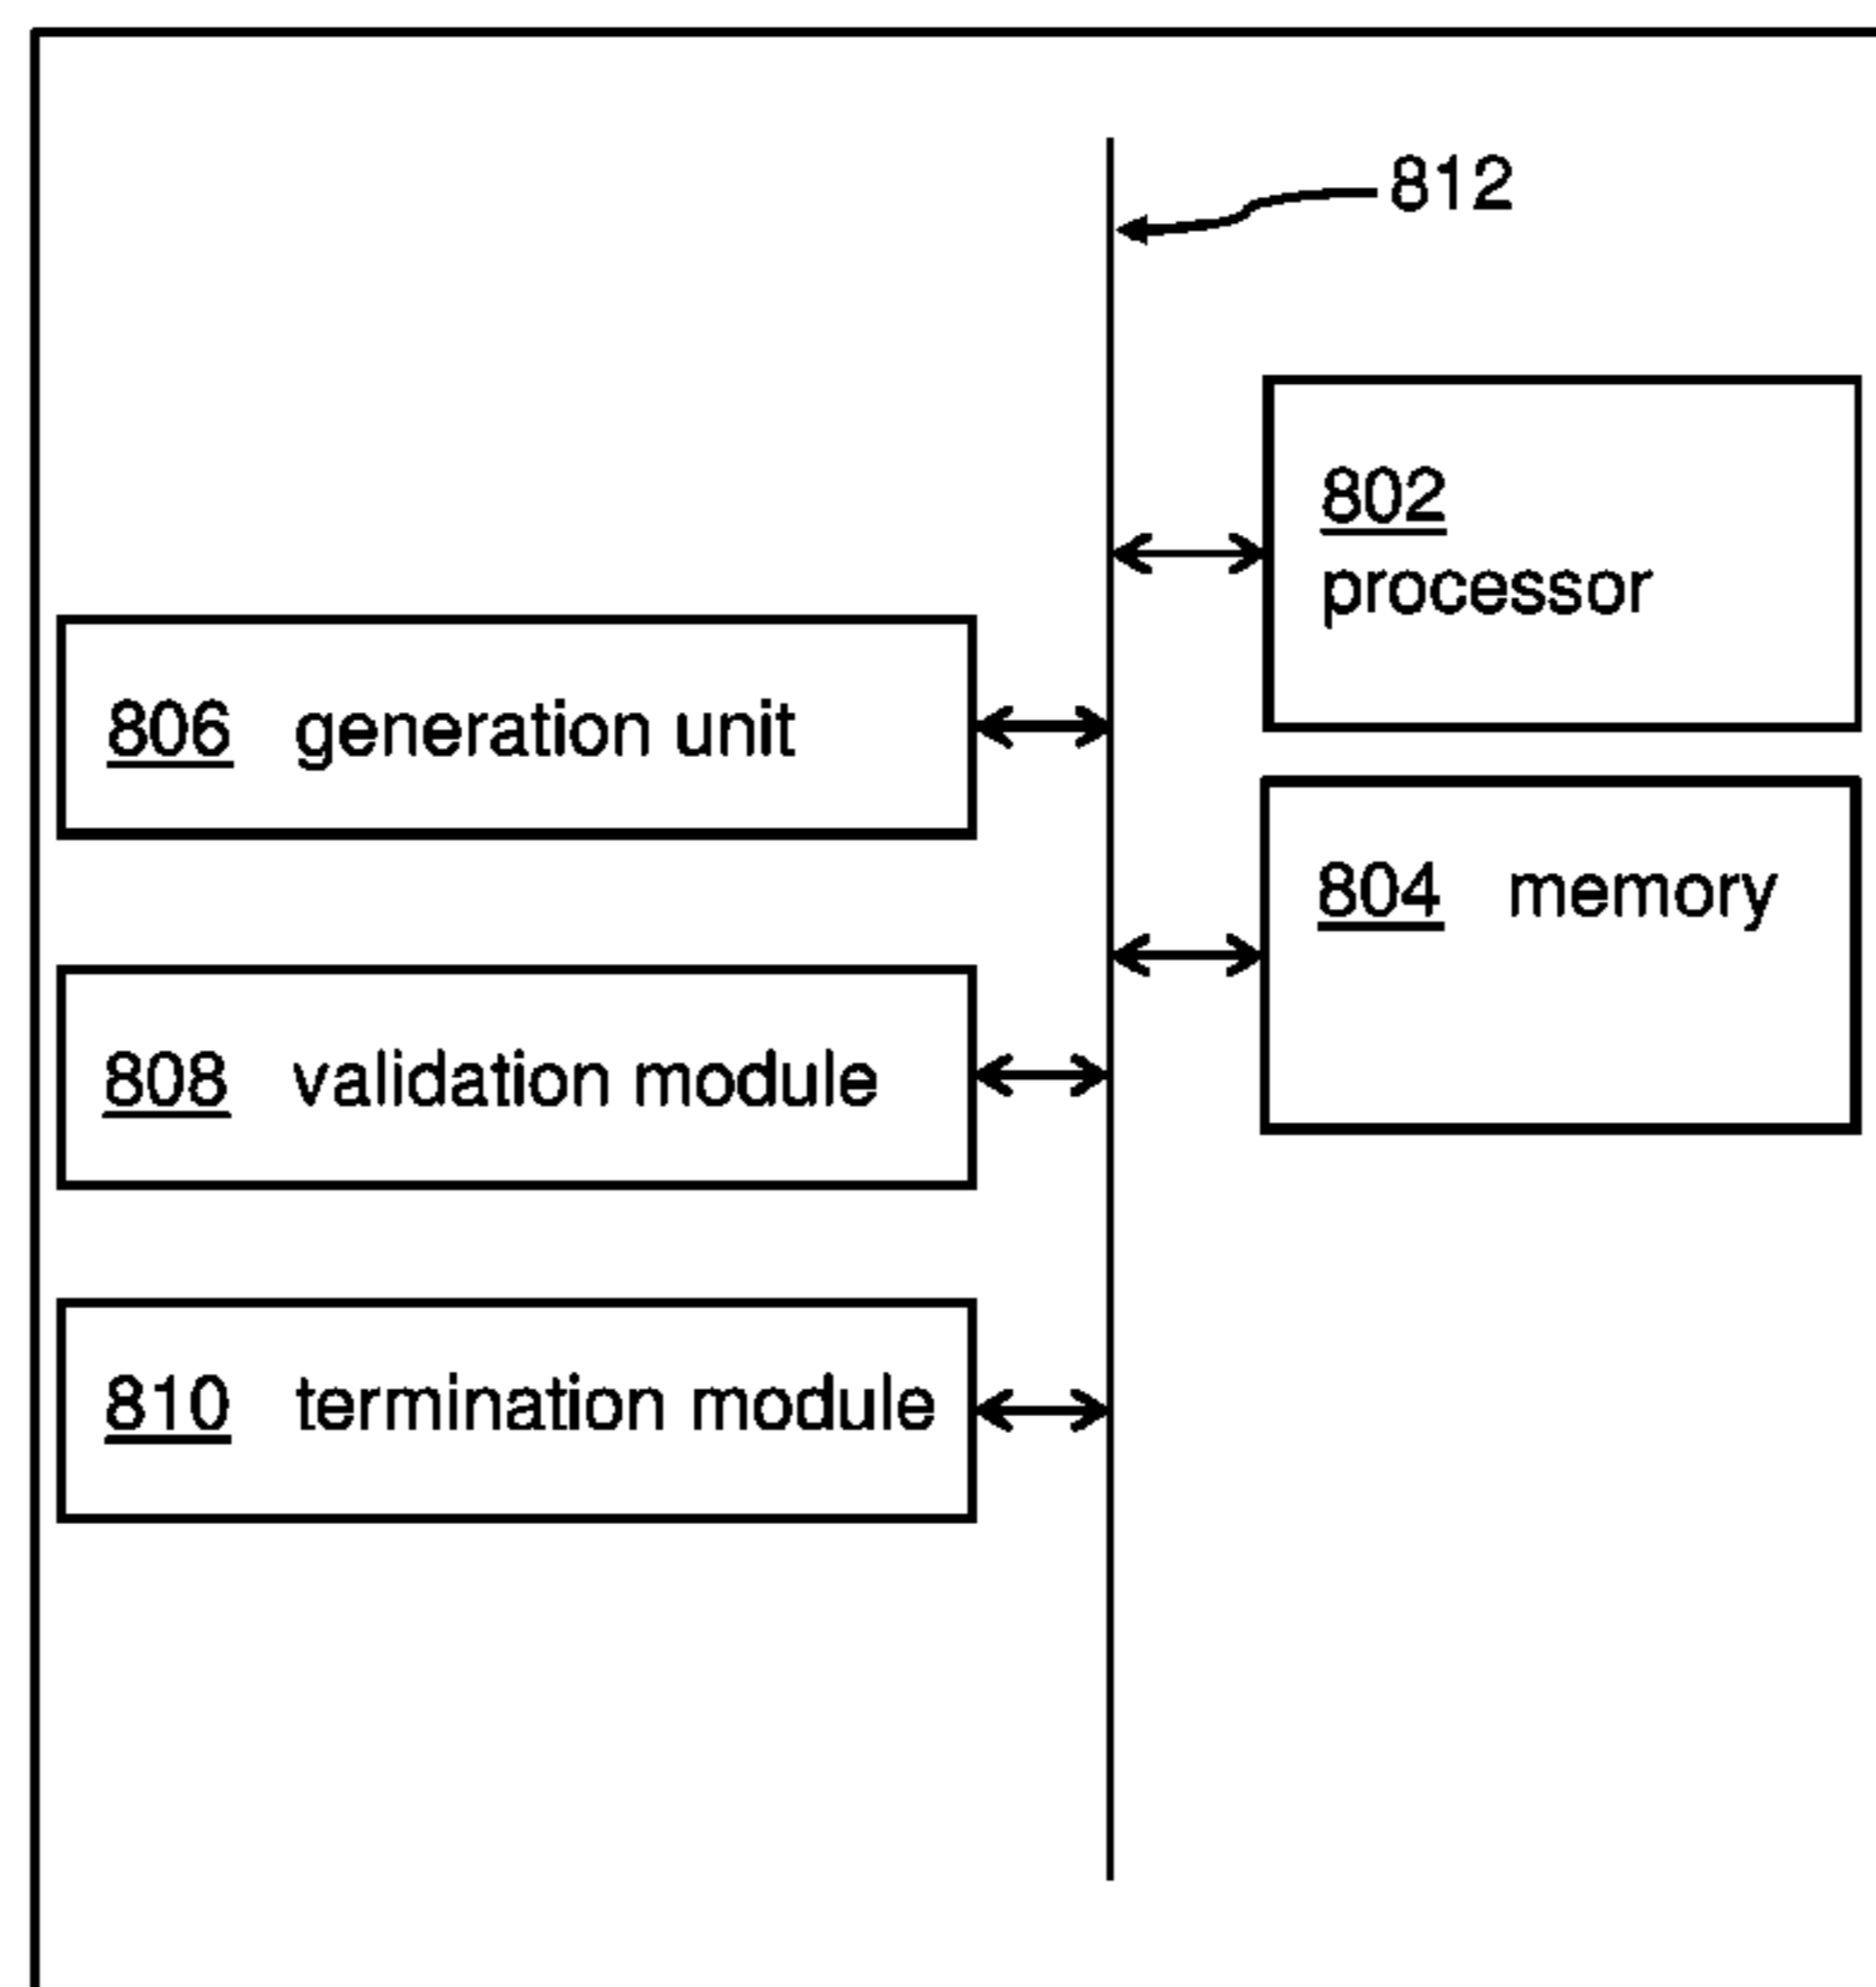 812
802
processor
806 generation unit
804 memory
808 validation module
810 termination module